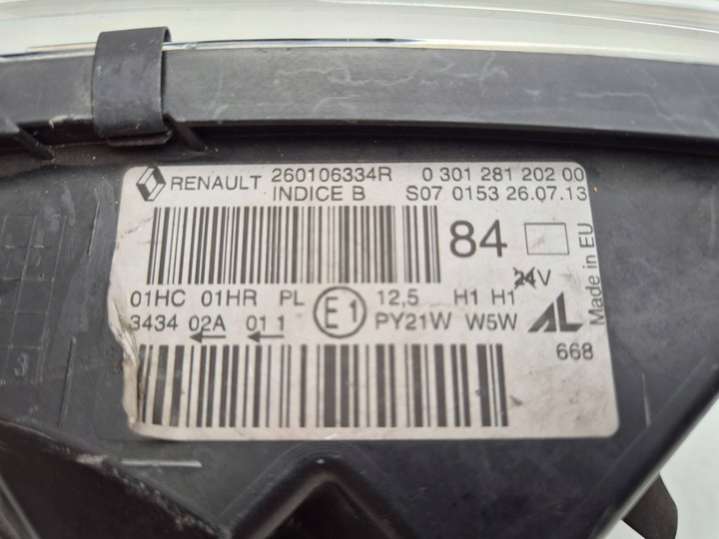 RENAULT 260106334R 0 301 281 202 00
INDICE B S07 0153 26.07.13
84
24V
Made in EU
01HC 01HR PL E1 12,5 H1 H1
3434 02A 01 1 PY21W W5W AL
668